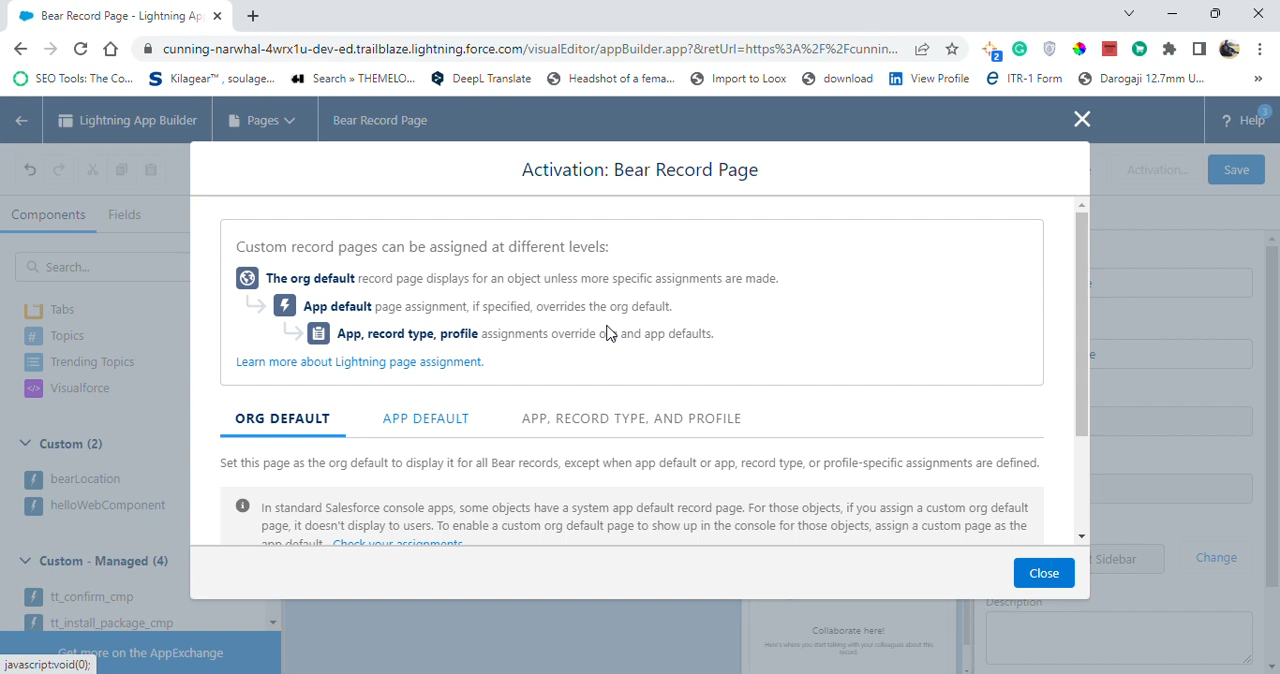 Bear Record Page - Lightning Ap
cunning-narwhal-4wrx1u-dev-ed.trailblaze.lightning.force.com/visualEditor/appBuilder.app?&retUrl=https%3A%2F%2Fcunnin...
2
SEO Tools: The Co...
Kilagear™, soulage...
Search » THEMELO...
DeepL Translate
Headshot of a fema...
Import to Loox
download
View Profile
ITR-1 Form
Darogaji 12.7mm U...
»
Lightning App Builder
Pages
Bear Record Page
? Help
3
Activation: Bear Record Page
Activation...
Save
Components
Fields
Search...
Tabs
Topics
Trending Topics
Visualforce
Custom (2)
bearLocation
helloWebComponent
Custom - Managed (4)
tt_confirm_cmp
tt_install_package_cmp
Get more on the AppExchange
javascript:void(0);
Custom record pages can be assigned at different levels:
The org default record page displays for an object unless more specific assignments are made.
App default page assignment, if specified, overrides the org default.
App, record type, profile assignments override org and app defaults.
Learn more about Lightning page assignment.
ORG DEFAULT
APP DEFAULT
APP, RECORD TYPE, AND PROFILE
Set this page as the org default to display it for all Bear records, except when app default or app, record type, or profile-specific assignments are defined.
In standard Salesforce console apps, some objects have a system app default record page. For those objects, if you assign a custom org default
page, it doesn't display to users. To enable a custom org default page to show up in the console for those objects, assign a custom page as the
app default. Check your assignments
Close
t Sidebar
Change
Description
Collaborate here!
Here's where you start talking with your colleagues about this
record.